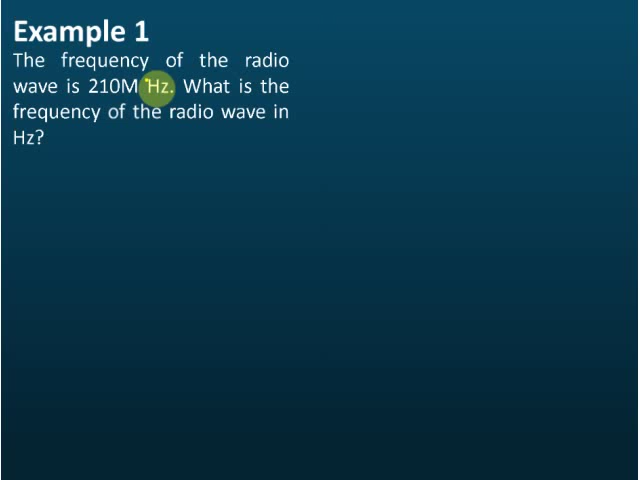 Example 1
The frequency of the radio
wave is 210M Hz. What is the
frequency of the radio wave in
Hz?